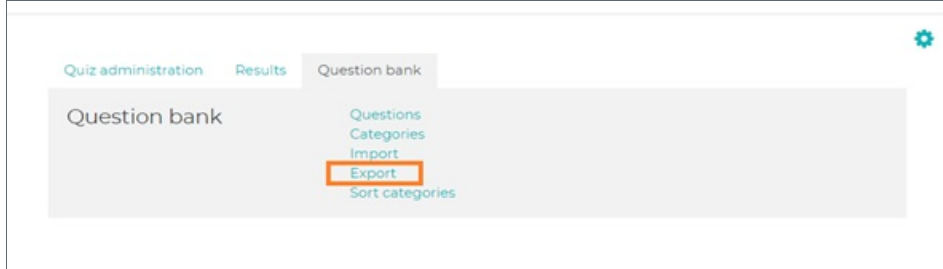 Quiz administration Results Question bank
Question bank
Questions
Categories
Import
Export
Sort categories